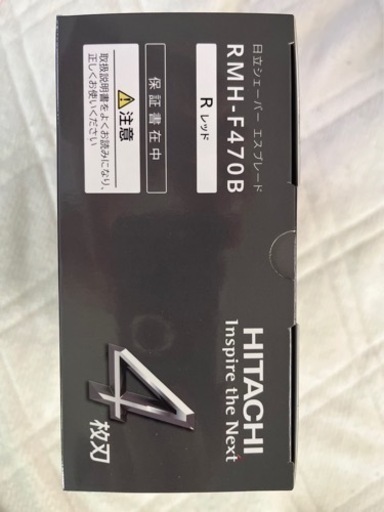 日立シェーバー エスブレード
RMH-F470B
R レッド
保証書在中
注意
取扱説明書をよくお読みになり、
正しくお使いください
HITACHI
Inspire the Next
4枚刃